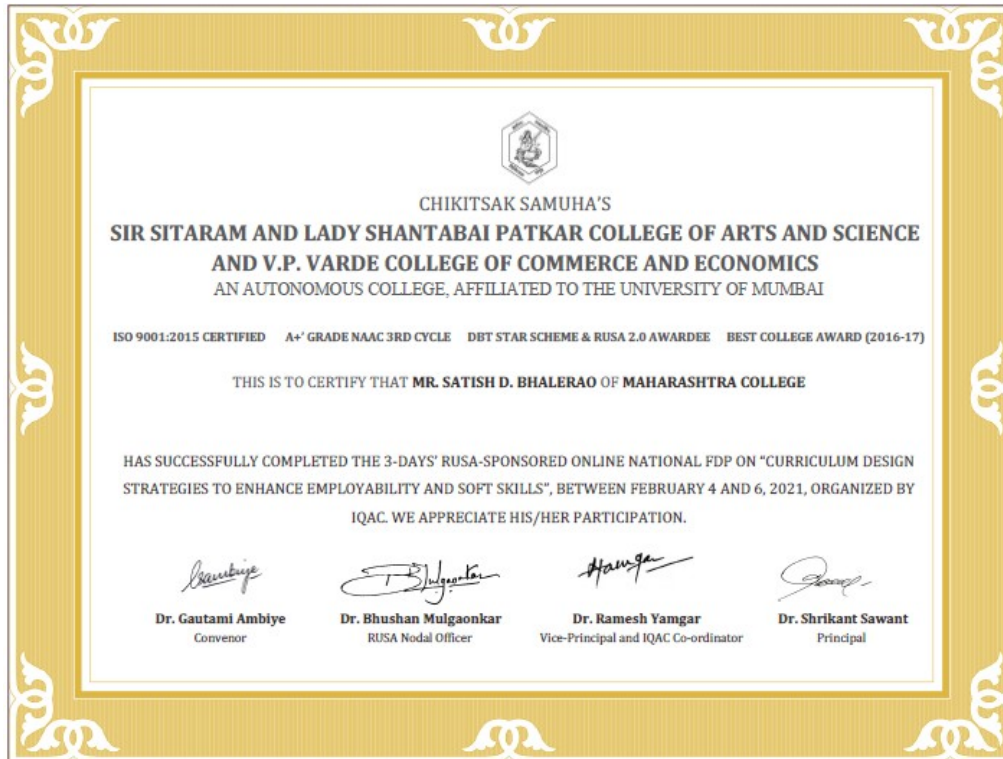 CHIKITSAK SAMUHA'S
SIR SITARAM AND LADY SHANTABAI PATKAR COLLEGE OF ARTS AND SCIENCE
AND V.P. VARDE COLLEGE OF COMMERCE AND ECONOMICS
AN AUTONOMOUS COLLEGE, AFFILIATED TO THE UNIVERSITY OF MUMBAI
ISO 9001:2015 CERTIFIED A+' GRADE NAAC 3RD CYCLE DBT STAR SCHEME & RUSA 2.0 AWARDEE BEST COLLEGE AWARD (2016-17)
THIS IS TO CERTIFY THAT MR. SATISH D. BHALERAO OF MAHARASHTRA COLLEGE
HAS SUCCESSFULLY COMPLETED THE 3-DAYS' RUSA-SPONSORED ONLINE NATIONAL FDP ON "CURRICULUM DESIGN
STRATEGIES TO ENHANCE EMPLOYABILITY AND SOFT SKILLS", BETWEEN FEBRUARY 4 AND 6, 2021, ORGANIZED BY
IQAC. WE APPRECIATE HIS/HER PARTICIPATION.
Dr. Gautami Ambiye Dr. Bhushan Mulgaonkar Dr. Ramesh Yamgar Dr. Shrikant Sawant
Convenor RUSA Nodal Officer Vice-Principal and IQAC Co-ordinator Principal